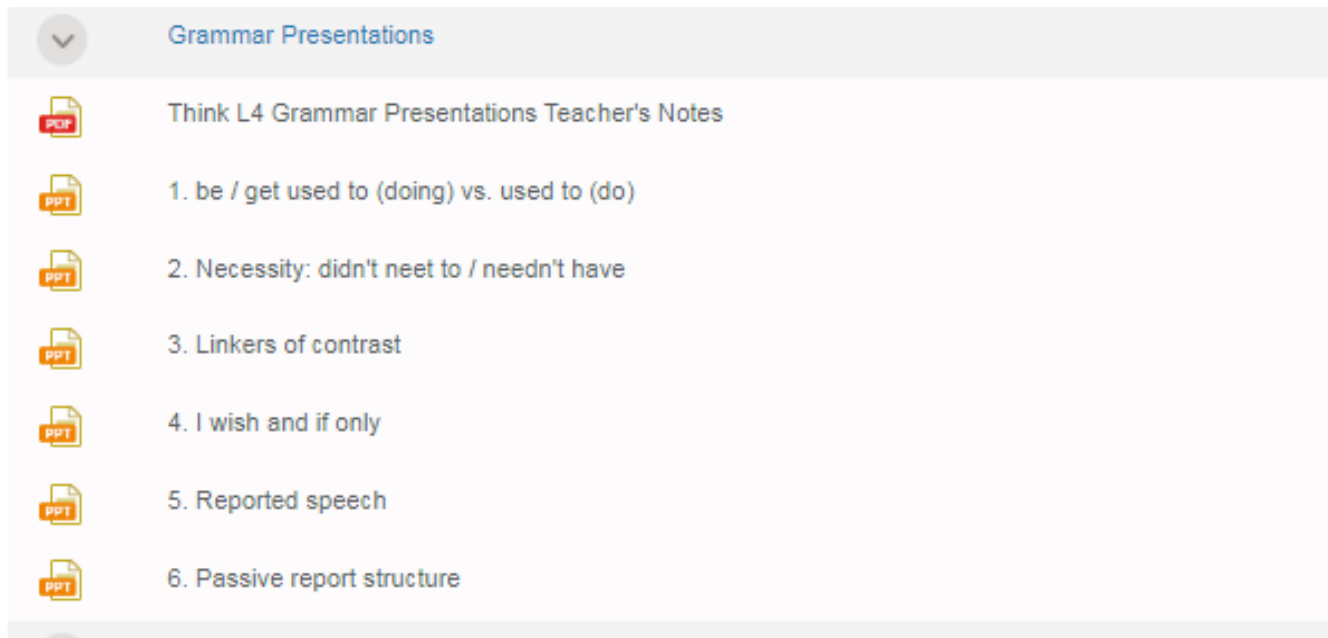 Grammar Presentations
PDF Think L4 Grammar Presentations Teacher's Notes
PPT 1. be / get used to (doing) vs. used to (do)
PPT 2. Necessity: didn't neet to / needn't have
PPT 3. Linkers of contrast
PPT 4. I wish and if only
PPT 5. Reported speech
PPT 6. Passive report structure